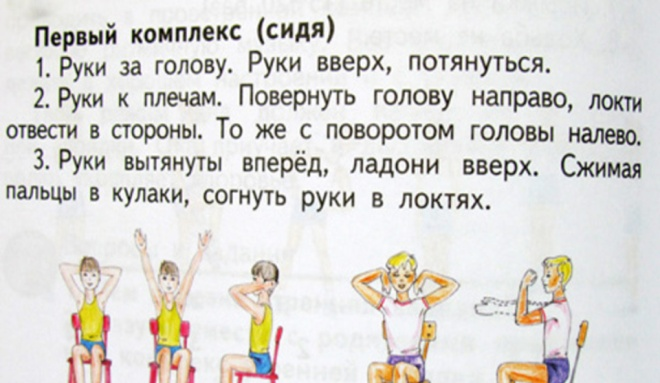 Первый комплекс (сидя)
1. Руки за голову. Руки вверх, потянуться.
2. Руки к плечам. Повернуть голову направо, локти
отвести в стороны. То же с поворотом головы налево.
3. Руки вытянуты вперёд, ладони вверх. Сжимая
пальцы в кулаки, согнуть руки в локтях.